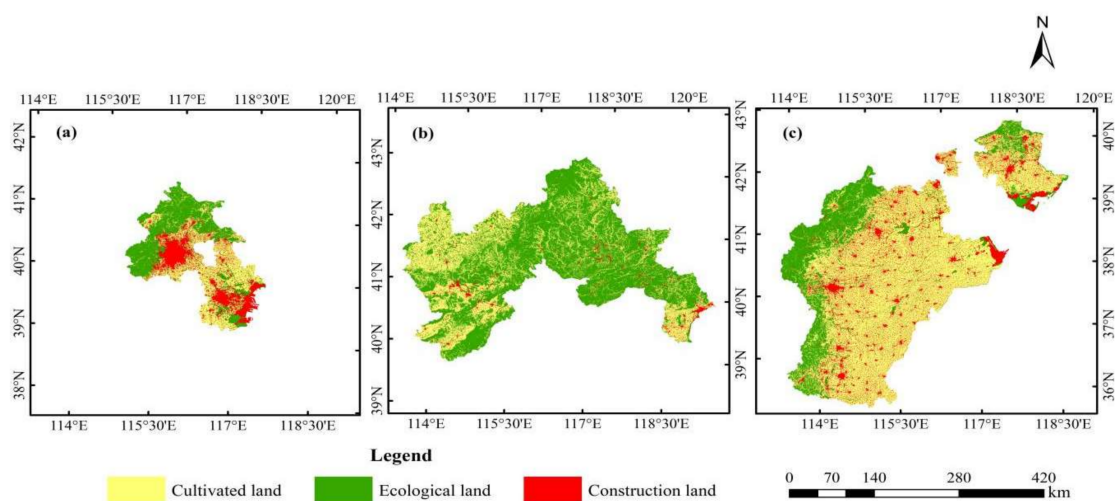 N
114°E 115°30'E 117°E 118°30'E 120°E
114°E 115°30'E 117°E 118°30'E 120°E
114°E 115°30'E 117°E 118°30'E 120°E
(a)
42°N
41°N
40°N
39°N
38°N
(b)
43°N
42°N
41°N
40°N
39°N
(c)
43°N
42°N
41°N
40°N
39°N
40°N
39°N
38°N
37°N
36°N
114°E 115°30'E 117°E 118°30'E
114°E 115°30'E 117°E 118°30'E
114°E 115°30'E 117°E 118°30'E
Legend
Cultivated land Ecological land Construction land
0 70 140 280 420
km